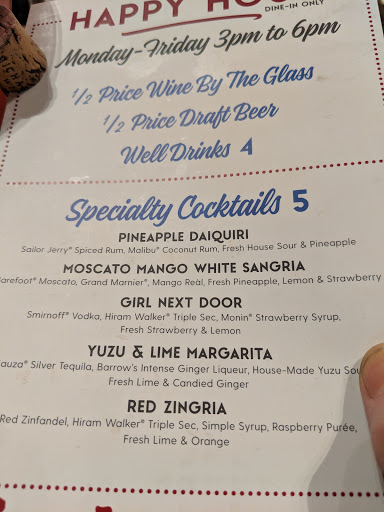 HAPPY HO
DINE-IN ONLY
Monday-Friday 3pm to 6pm
½ Price Wine By The Glass
½ Price Draft Beer
Well Drinks 4
Specialty Cocktails 5
PINEAPPLE DAIQUIRI
Sailor Jerry® Spiced Rum, Malibu® Coconut Rum, Fresh House Sour & Pineapple
MOSCATO MANGO WHITE SANGRIA
arefoot® Moscato, Grand Marnier®, Mango Reàl, Fresh Pineapple, Lemon & Strawberry
GIRL NEXT DOOR
Smirnoff® Vodka, Hiram Walker® Triple Sec, Monin® Strawberry Syrup,
Fresh Strawberry & Lemon
YUZU & LIME MARGARITA
auza® Silver Tequila, Barrow's Intense Ginger Liqueur, House-Made Yuzu Sou
Fresh Lime & Candied Ginger
RED ZINGRIA
Red Zinfandel, Hiram Walker® Triple Sec, Simple Syrup, Raspberry Purée,
Fresh Lime & Orange